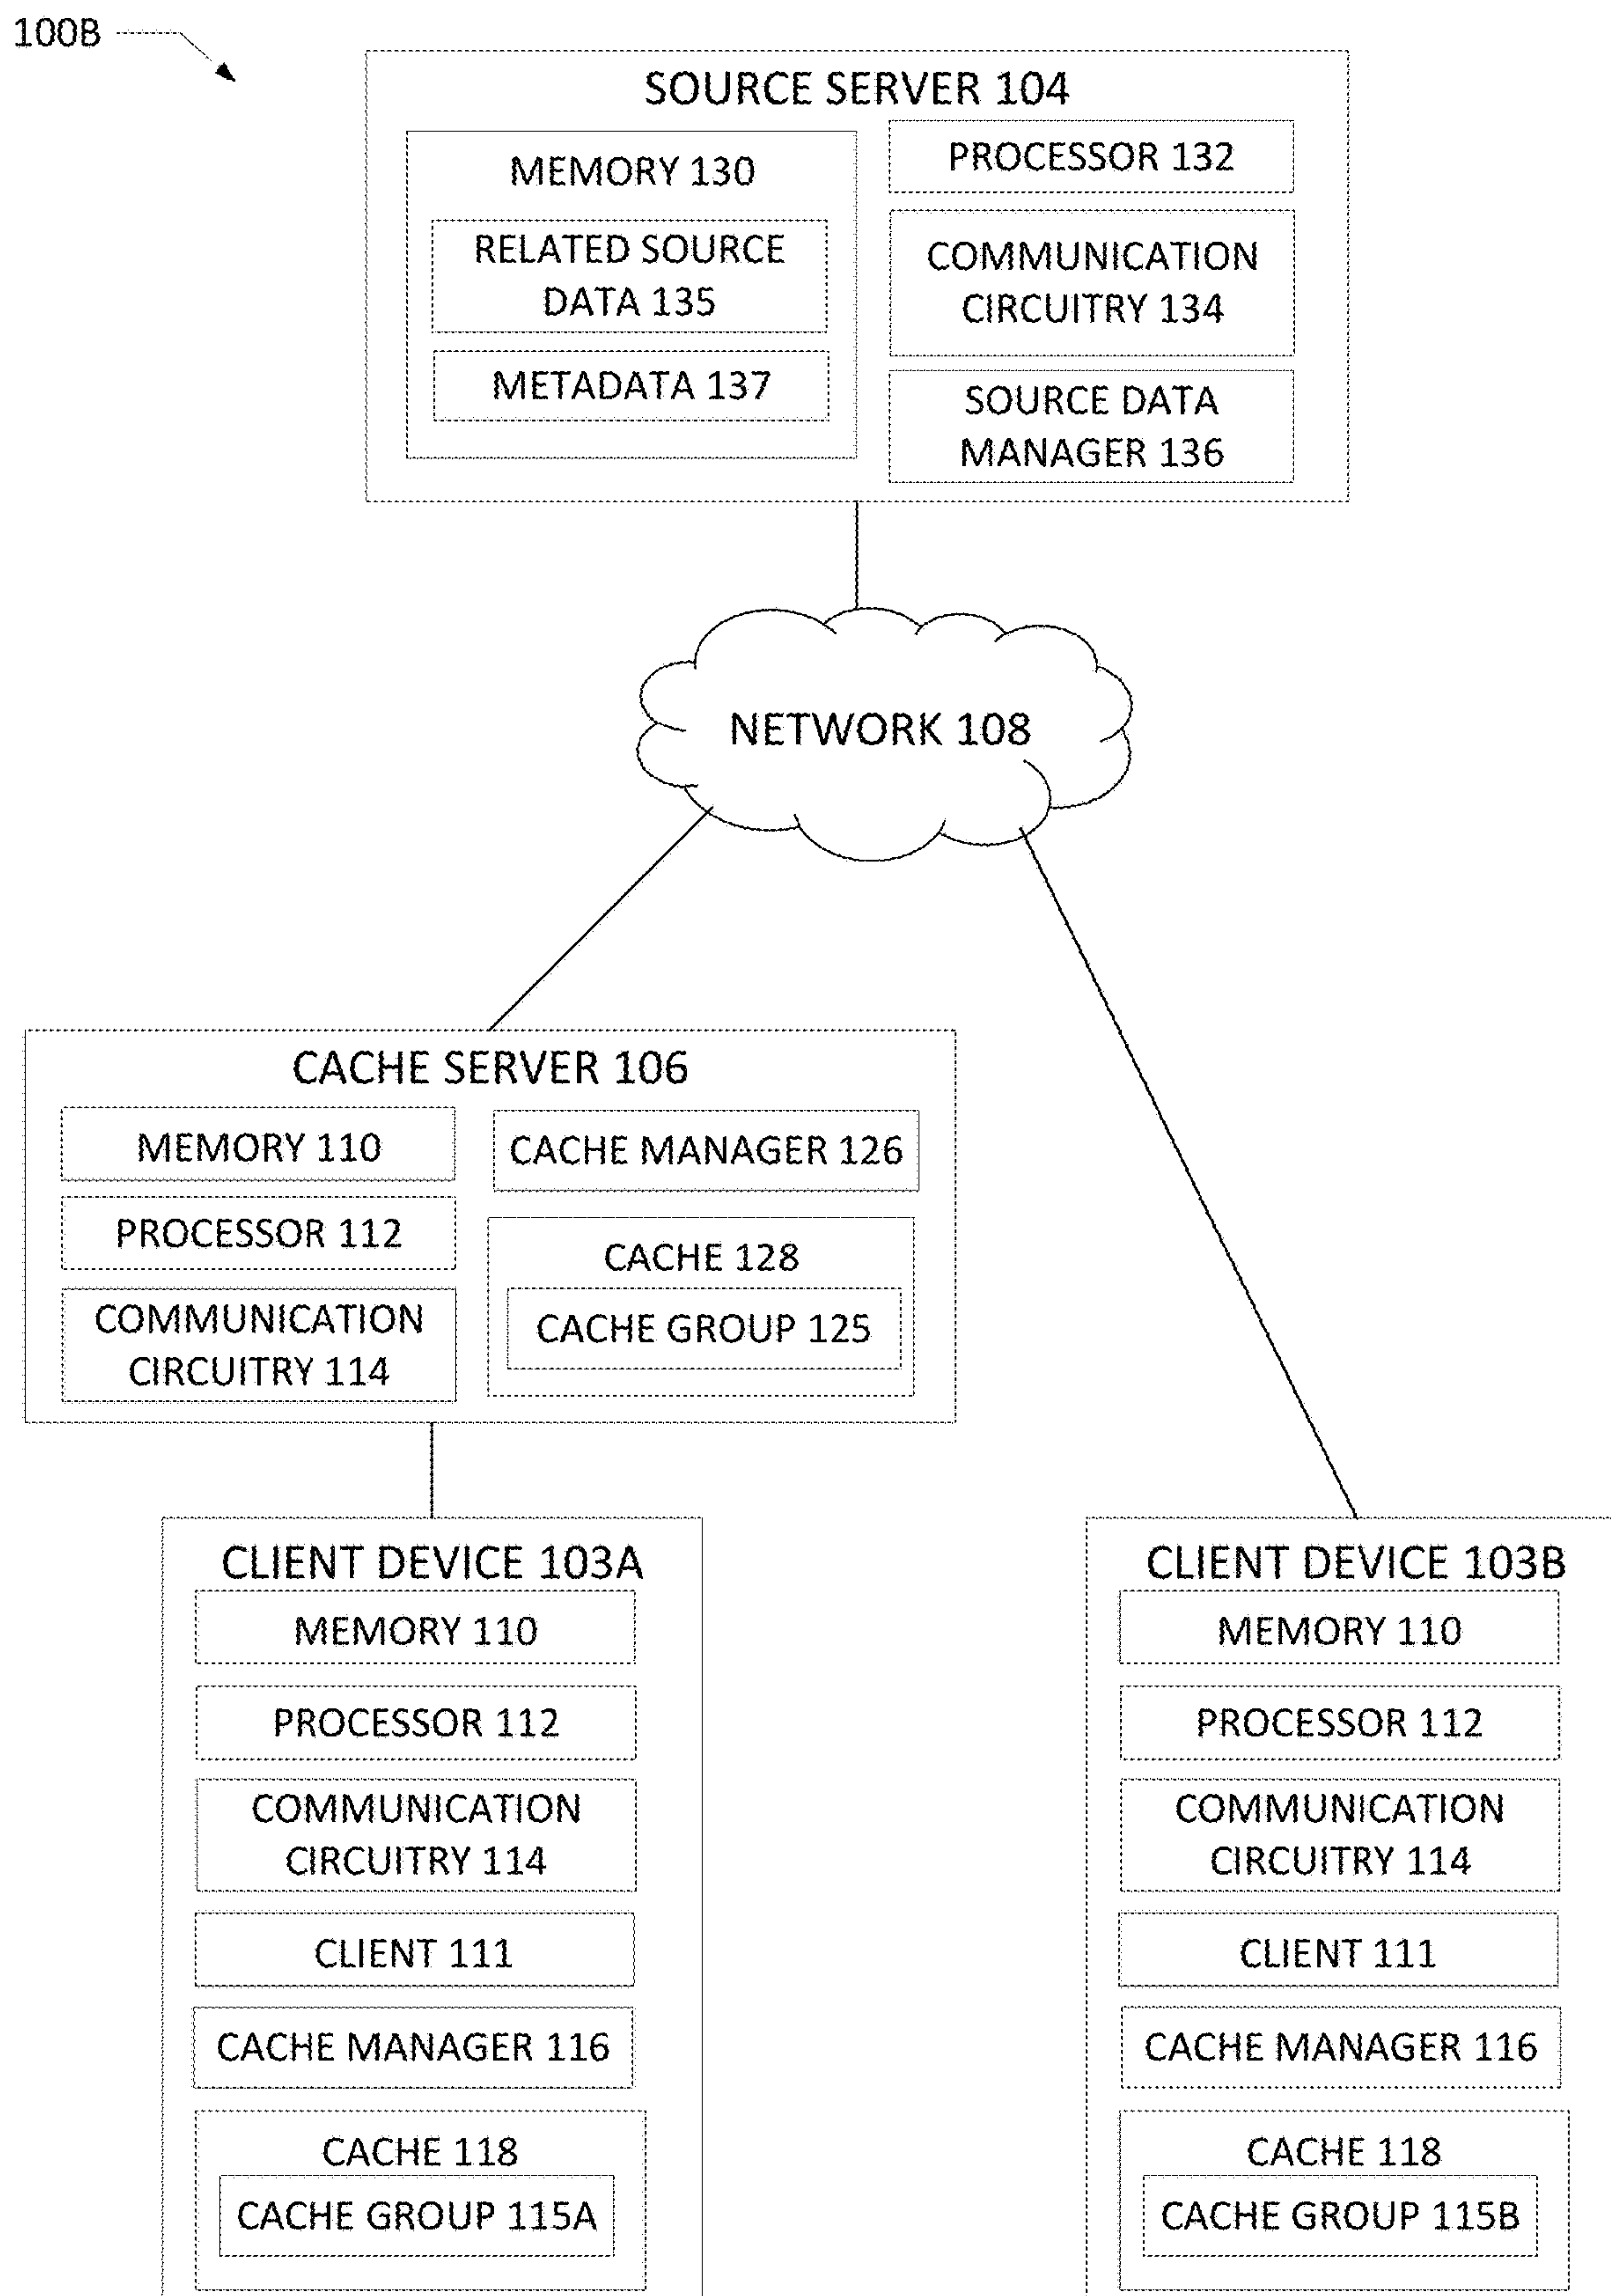 100B
SOURCE SERVER 104
MEMORY 130
RELATED SOURCE
DATA 135
METADATA 137
PROCESSOR 132
COMMUNICATION
CIRCUITRY 134
SOURCE DATA
MANAGER 136
NETWORK 108
CACHE SERVER 106
MEMORY 110
PROCESSOR 112
COMMUNICATION
CIRCUITRY 114
CACHE MANAGER 126
CACHE 128
CACHE GROUP 125
CLIENT DEVICE 103A
MEMORY 110
PROCESSOR 112
COMMUNICATION
CIRCUITRY 114
CLIENT 111
CACHE MANAGER 116
CACHE 118
CACHE GROUP 115A
CLIENT DEVICE 103B
MEMORY 110
PROCESSOR 112
COMMUNICATION
CIRCUITRY 114
CLIENT 111
CACHE MANAGER 116
CACHE 118
CACHE GROUP 115B